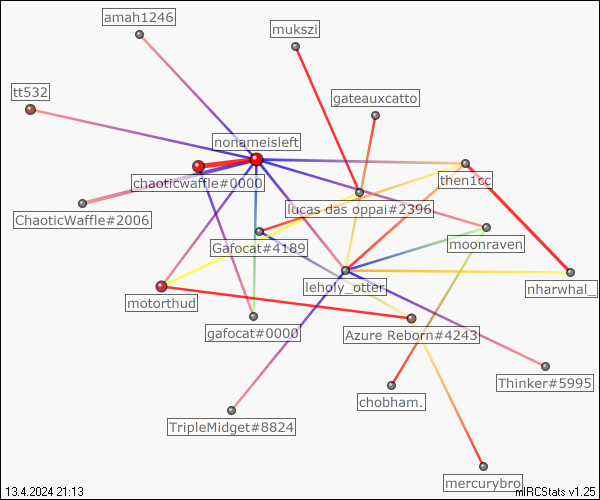 amah1246
mukszi
tt532
gateauxcatto
nonameisleft
chaoticwaffle#0000
then1cc
lucas das oppai#2396
ChaoticWaffle#2006
Gafocat#4189
moonraven
leholy_otter
nharwhal_
motorthud
gafocat#0000
Azure Reborn#4243
Thinker#5995
chobham.
TripleMidget#8824
mercurybro
13.4.2024 21:13
mIRCStats v1.25